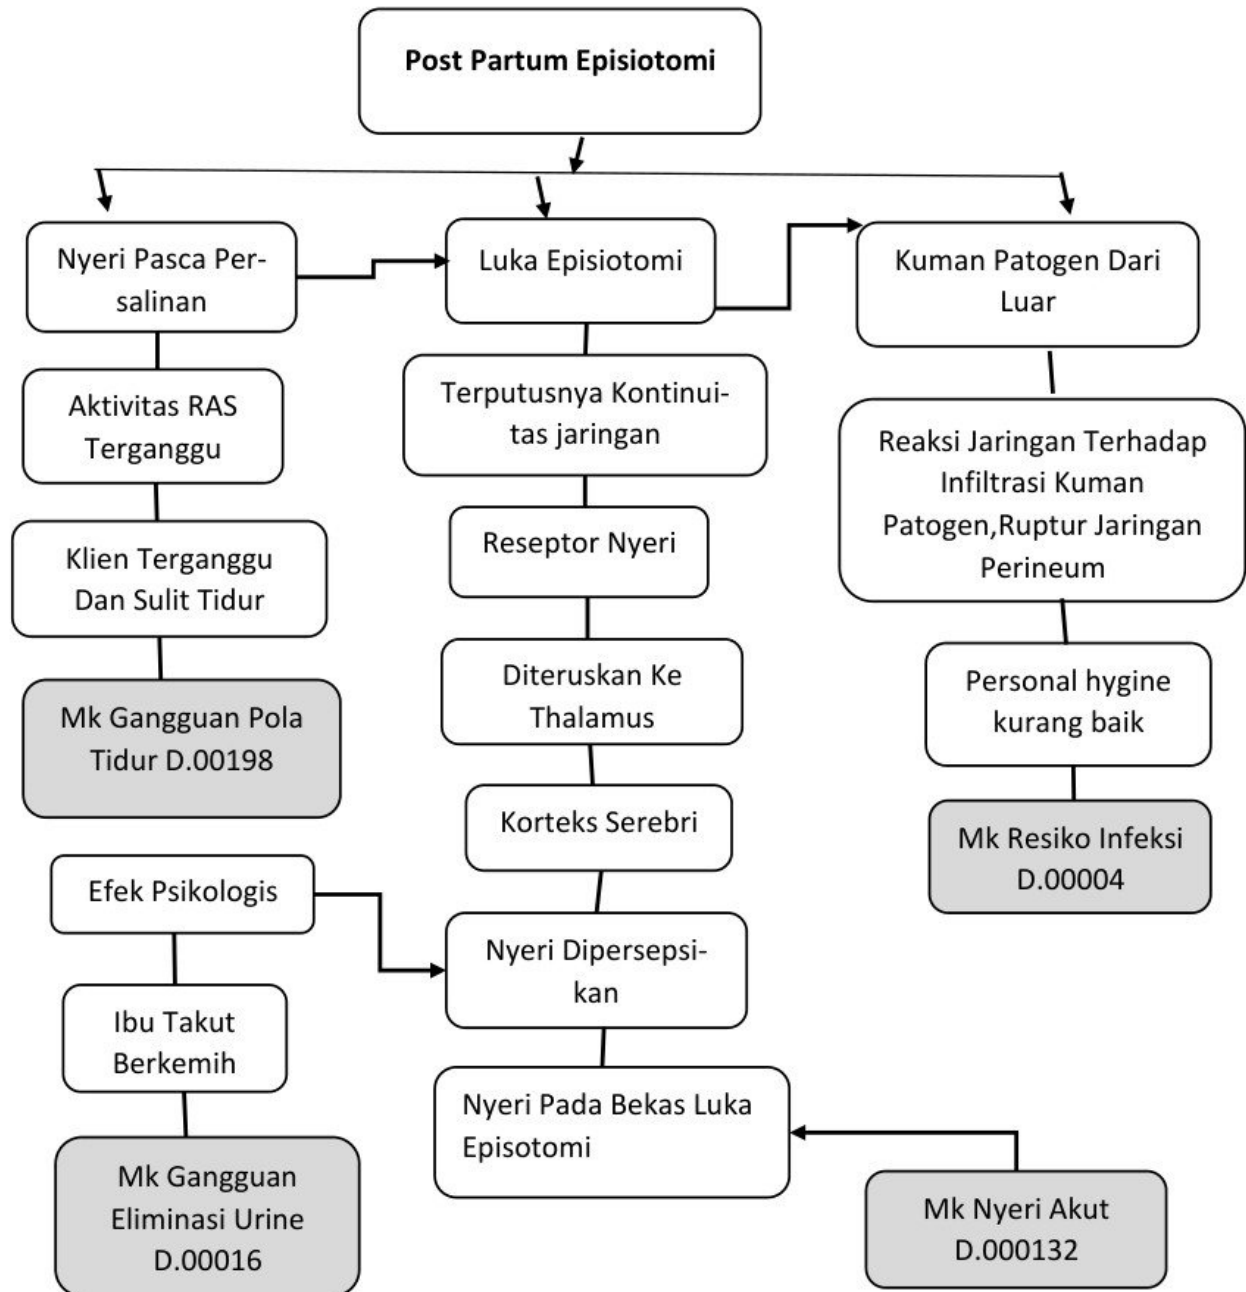 Post Partum Episiotomi
Nyeri Pasca Per-
salinan
Luka Episiotomi
Kuman Patogen Dari
Luar
Aktivitas RAS
Terganggu
Terputusnya Kontinui-
tas jaringan
Reaksi Jaringan Terhadap
Infiltrasi Kuman
Patogen,Ruptur Jaringan
Perineum
Klien Terganggu
Dan Sulit Tidur
Reseptor Nyeri
Diteruskan Ke
Thalamus
Personal hygine
kurang baik
Mk Gangguan Pola
Tidur D.00198
Korteks Serebri
Mk Resiko Infeksi
D.00004
Efek Psikologis
Nyeri Dipersepsi-
kan
Ibu Takut
Berkemih
Nyeri Pada Bekas Luka
Episotomi
Mk Gangguan
Eliminasi Urine
D.00016
Mk Nyeri Akut
D.000132